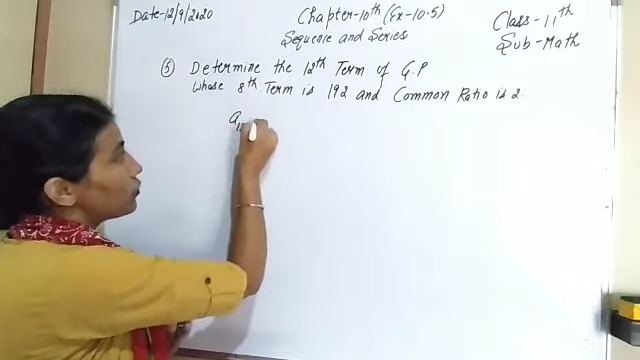 Date-12/9/2020
Chapter-10th (Ex-10.5)
Class-11th
Sequence and Series
Sub-Math
⑤ Determine the 12th Term of G.P
whose 8th Term is 192 and Common Ratio is 2.
a